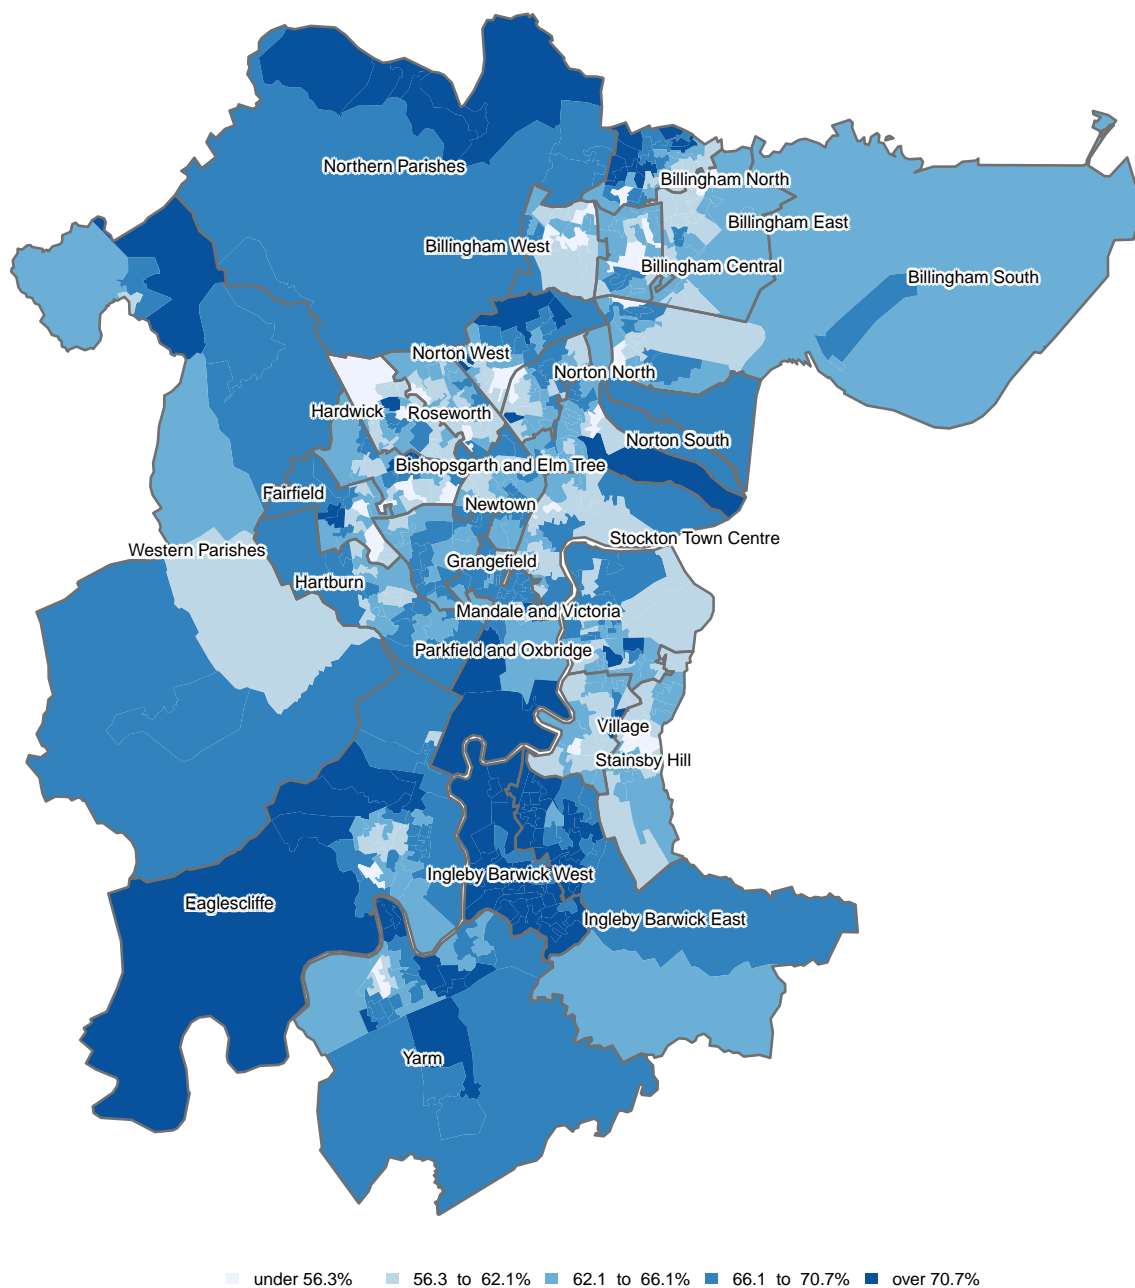 Northern Parishes
Billingham North
Billingham East
Billingham West
Billingham Central
Billingham South
Norton West
Norton North
Hardwick
Roseworth
Norton South
Bishopsgarth and Elm Tree
Fairfield
Newtown
Stockton Town Centre
Western Parishes
Grangefield
Hartburn
Mandale and Victoria
Parkfield and Oxbridge
Village
Stainsby Hill
Ingleby Barwick West
Eaglescliffe
Ingleby Barwick East
Yarm
under 56.3% 56.3 to 62.1% 62.1 to 66.1% 66.1 to 70.7% over 70.7%